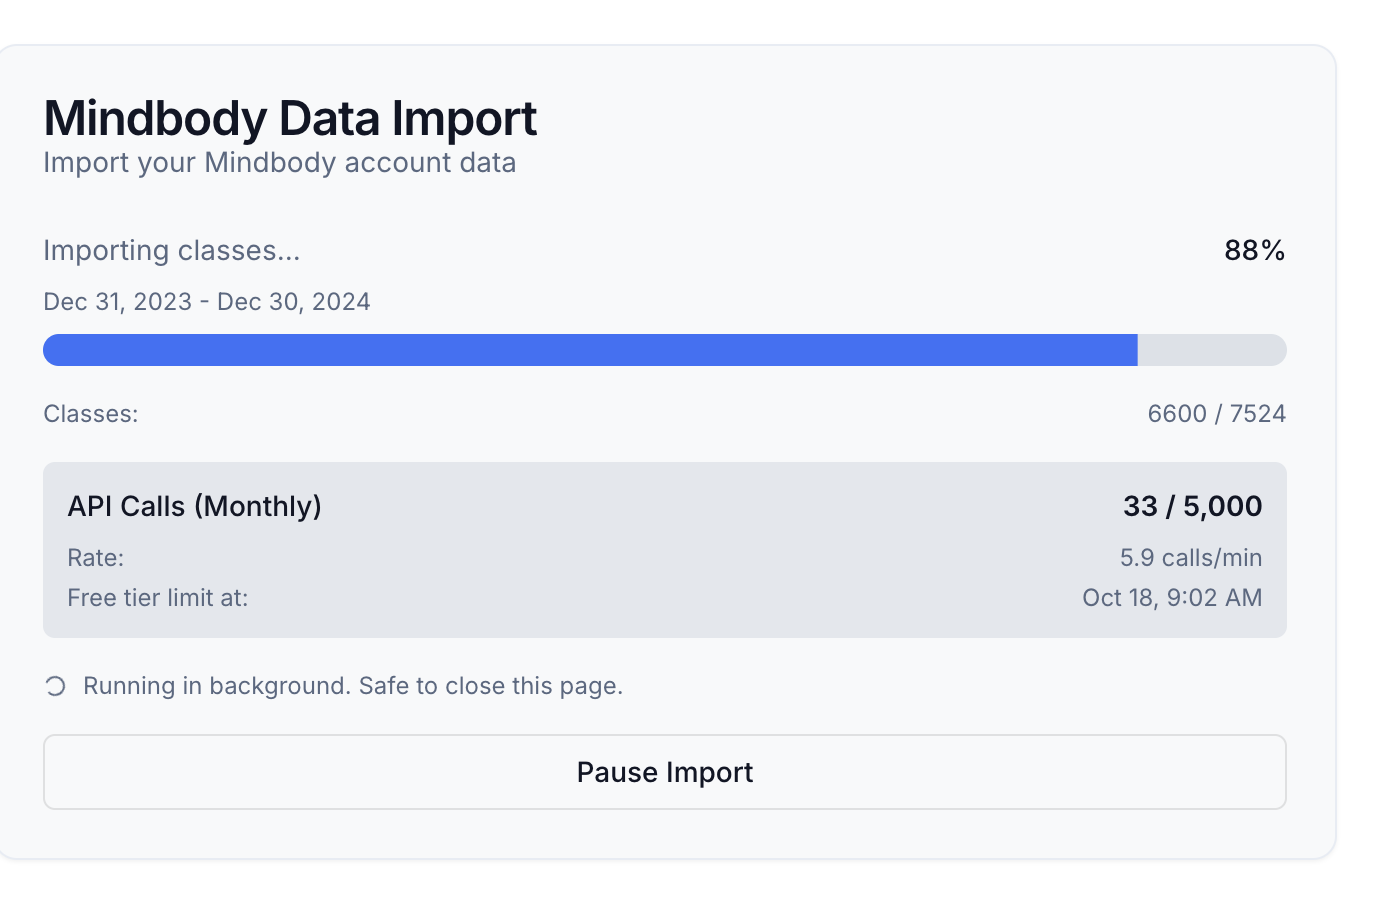 Mindbody Data Import
Import your Mindbody account data
Importing classes... 88%
Dec 31, 2023 - Dec 30, 2024
Classes: 6600 / 7524
API Calls (Monthly) 33 / 5,000
Rate: 5.9 calls/min
Free tier limit at: Oct 18, 9:02 AM
Running in background. Safe to close this page.
Pause Import